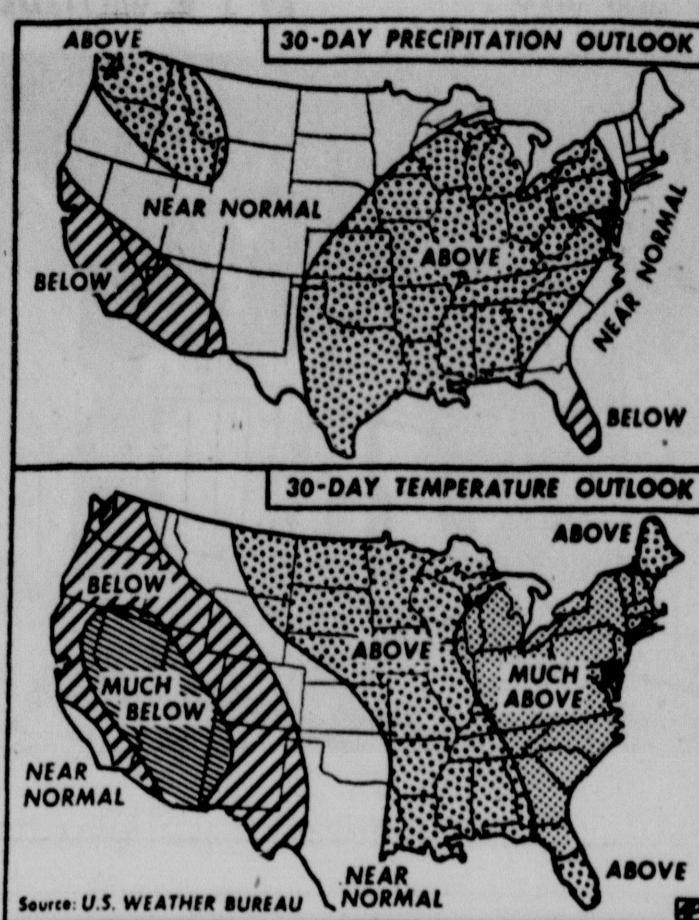 ABOVE
30-DAY PRECIPITATION OUTLOOK
NEAR NORMAL
ABOVE
BELOW
NEAR NORMAL
BELOW
30-DAY TEMPERATURE OUTLOOK
ABOVE
BELOW
ABOVE
MUCH
BELOW
MUCH
ABOVE
NEAR
NORMAL
ABOVE
NEAR
NORMAL
Source: U.S. WEATHER BUREAU